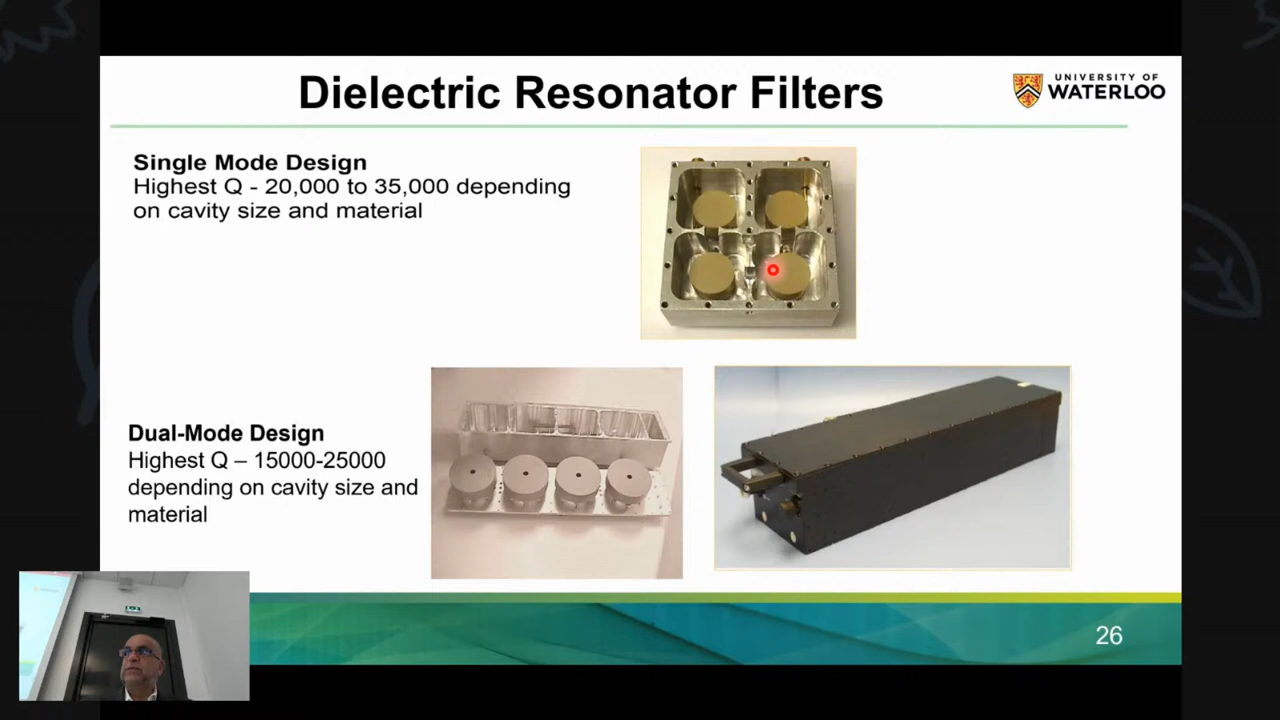 Dielectric Resonator Filters
UNIVERSITY OF
WATERLOO
Single Mode Design
Highest Q - 20,000 to 35,000 depending
on cavity size and material
Dual-Mode Design
Highest Q – 15000-25000
depending on cavity size and
material
26